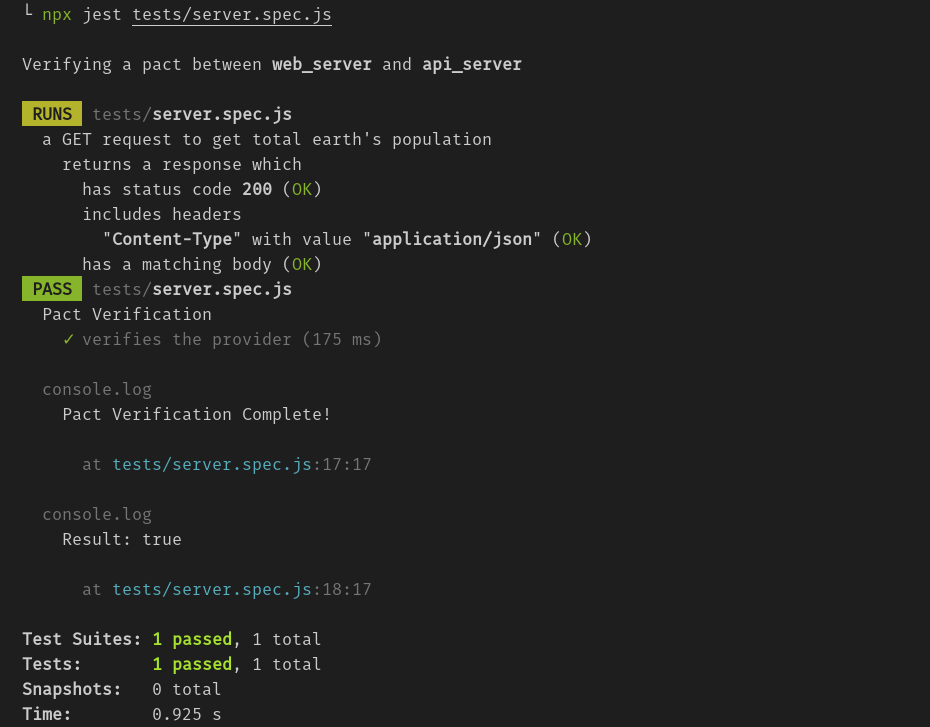 └ npx jest tests/server.spec.js
Verifying a pact between web_server and api_server
RUNS tests/server.spec.js
a GET request to get total earth's population
returns a response which
has status code 200 (OK)
includes headers
"Content-Type" with value "application/json" (OK)
has a matching body (OK)
PASS tests/server.spec.js
Pact Verification
✓ verifies the provider (175 ms)
console.log
Pact Verification Complete!
at tests/server.spec.js:17:17
console.log
Result: true
at tests/server.spec.js:18:17
Test Suites: 1 passed, 1 total
Tests: 1 passed, 1 total
Snapshots: 0 total
Time: 0.925 s